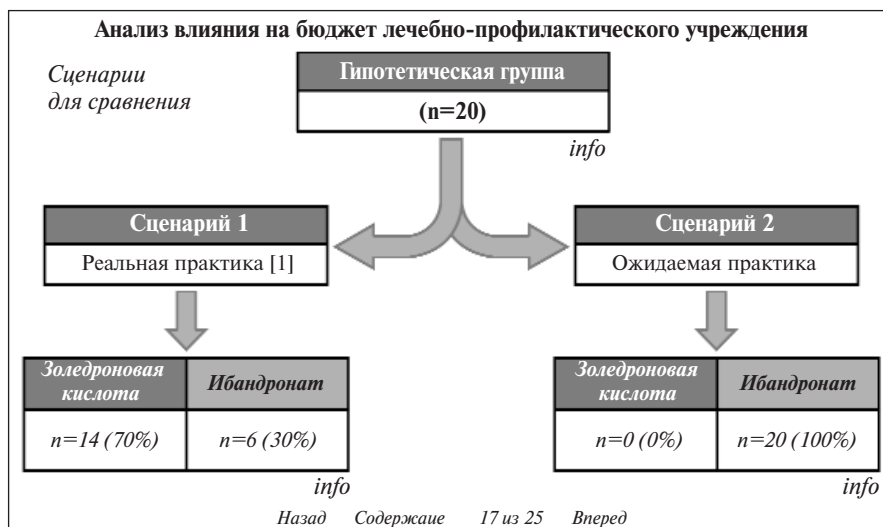 Анализ влияния на бюджет лечебно-профилактического учреждения
Сценарии
для сравнения
Гипотетическая группа
(n=20)
info
Сценарий 1
Реальная практика [1]
Сценарий 2
Ожидаемая практика
Золедроновая
кислота
Ибандронат
n=14 (70%)
n=6 (30%)
info
Золедроновая
кислота
Ибандронат
n=0 (0%)
n=20 (100%)
info
Назад Содержаие 17 из 25 Вперед